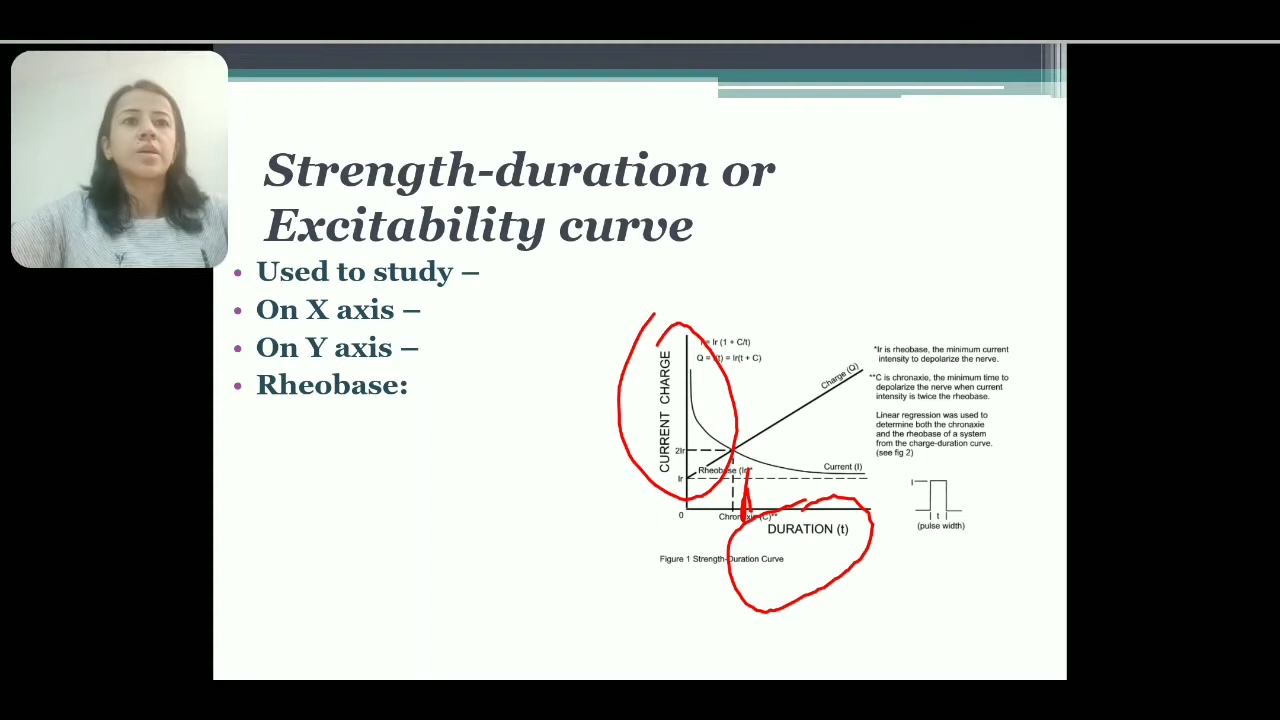 Strength-duration or
Excitability curve
• Used to study –
• On X axis –
• On Y axis –
• Rheobase:
= Ir (1 + C/t)
Q = (t) = Ir(t + C)
CURRENT CHARGE
Charge (Q)
2Ir
Rheobase (Ir)*
Current (I)
Ir
0
Chronaxie (C)**
DURATION (t)
Figure 1 Strength-Duration Curve
*Ir is rheobase, the minimum current
intensity to depolarize the nerve.
**C is chronaxie, the minimum time to
depolarize the nerve when current
intensity is twice the rheobase.
Linear regression was used to
determine both the chronaxie
and the rheobase of a system
from the charge-duration curve.
(see fig 2)
I
t
(pulse width)